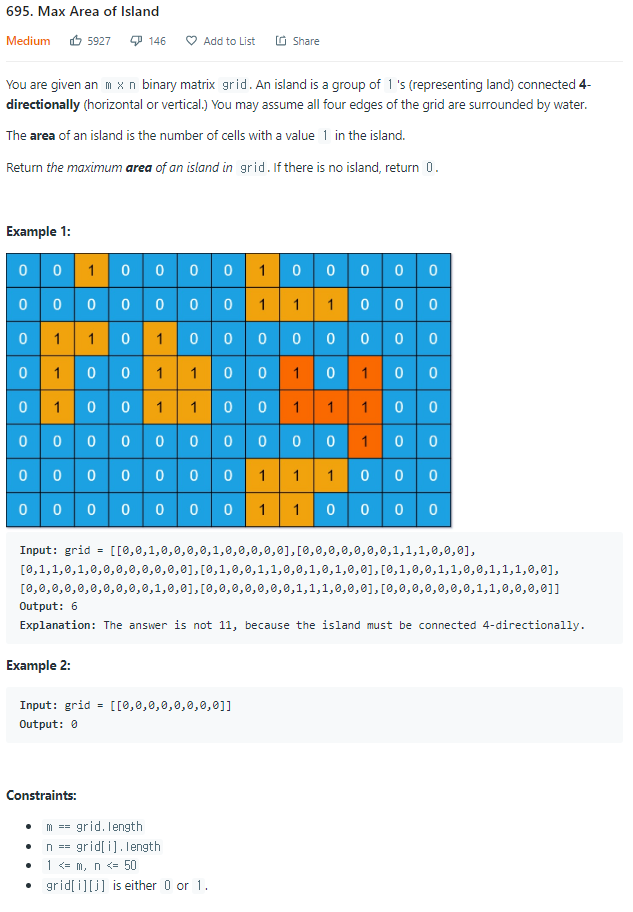 695. Max Area of Island
Medium 5927 146 Add to List Share
You are given an m x n binary matrix grid. An island is a group of 1's (representing land) connected 4-
directionally (horizontal or vertical.) You may assume all four edges of the grid are surrounded by water.
The area of an island is the number of cells with a value 1 in the island.
Return the maximum area of an island in grid. If there is no island, return 0.
Example 1:
0 0 1 0 0 0 0 1 0 0 0 0 0
0 0 0 0 0 0 0 1 1 1 0 0 0
0 1 1 0 1 0 0 0 0 0 0 0 0
0 1 0 0 1 1 0 0 1 0 1 0 0
0 1 0 0 1 1 0 0 1 1 1 0 0
0 0 0 0 0 0 0 0 0 0 1 0 0
0 0 0 0 0 0 0 1 1 1 0 0 0
0 0 0 0 0 0 0 1 1 0 0 0 0
Input: grid = [[0,0,1,0,0,0,0,1,0,0,0,0,0],[0,0,0,0,0,0,0,1,1,1,0,0,0],
[0,1,1,0,1,0,0,0,0,0,0,0,0],[0,1,0,0,1,1,0,0,1,0,1,0,0],[0,1,0,0,1,1,0,0,1,1,1,0,0],
[0,0,0,0,0,0,0,0,0,0,1,0,0],[0,0,0,0,0,0,0,1,1,1,0,0,0],[0,0,0,0,0,0,0,1,1,0,0,0,0]]
Output: 6
Explanation: The answer is not 11, because the island must be connected 4-directionally.
Example 2:
Input: grid = [[0,0,0,0,0,0,0,0]]
Output: 0
Constraints:
• m == grid.length
• n == grid[i].length
• 1 <= m, n <= 50
• grid[i][j] is either 0 or 1.